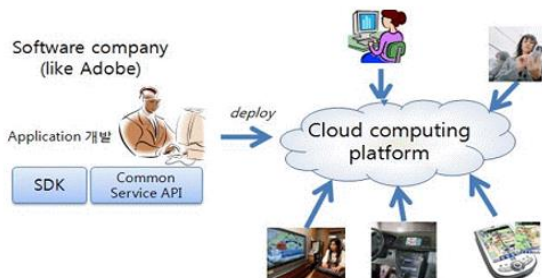 Software company
(like Adobe)
Application 개발
SDK
Common
Service API
deploy
Cloud computing
platform